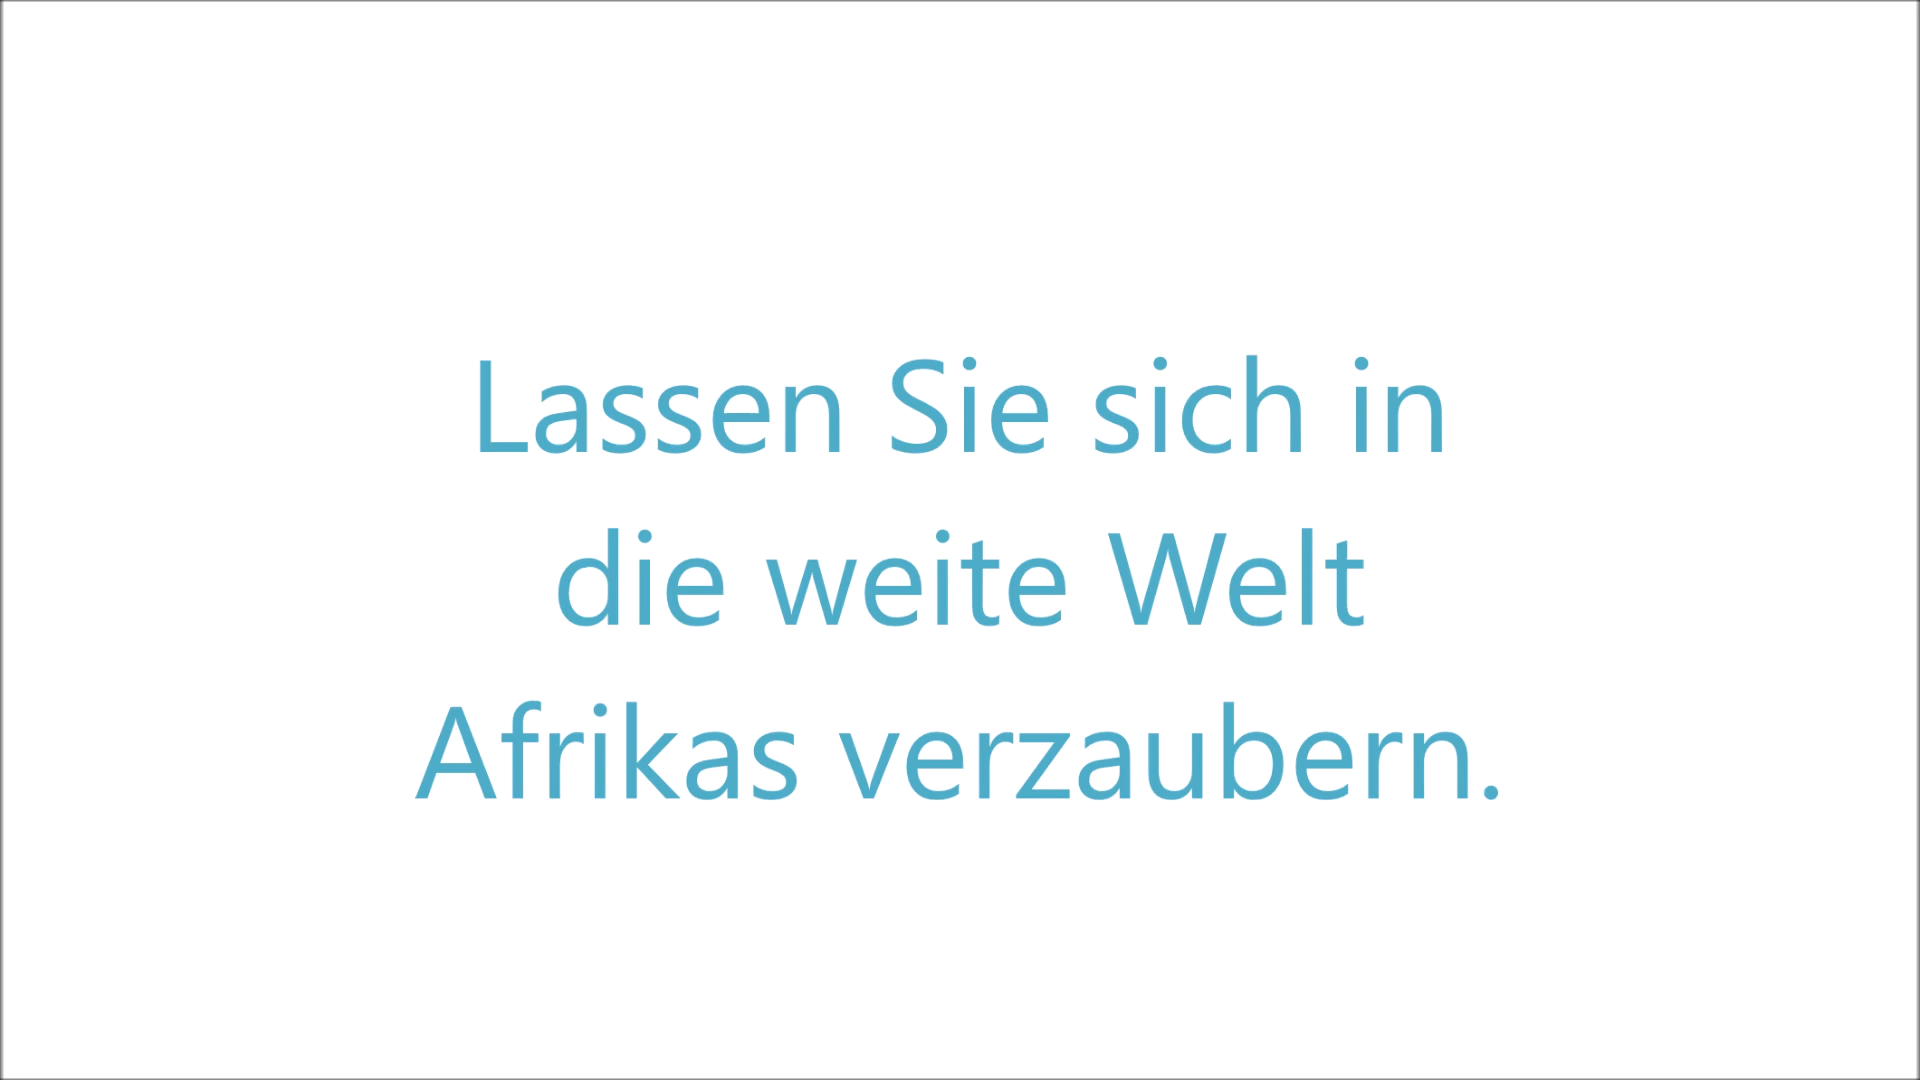 Lassen Sie sich in
die weite Welt
Afrikas verzaubern.